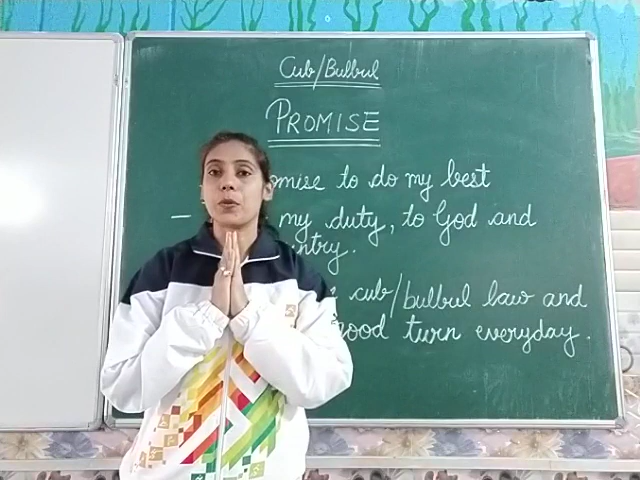 Cub/Bulbul
PROMISE
omise to do my best
— my duty, to God and
ntry.
cub/bulbul law and
good turn everyday.